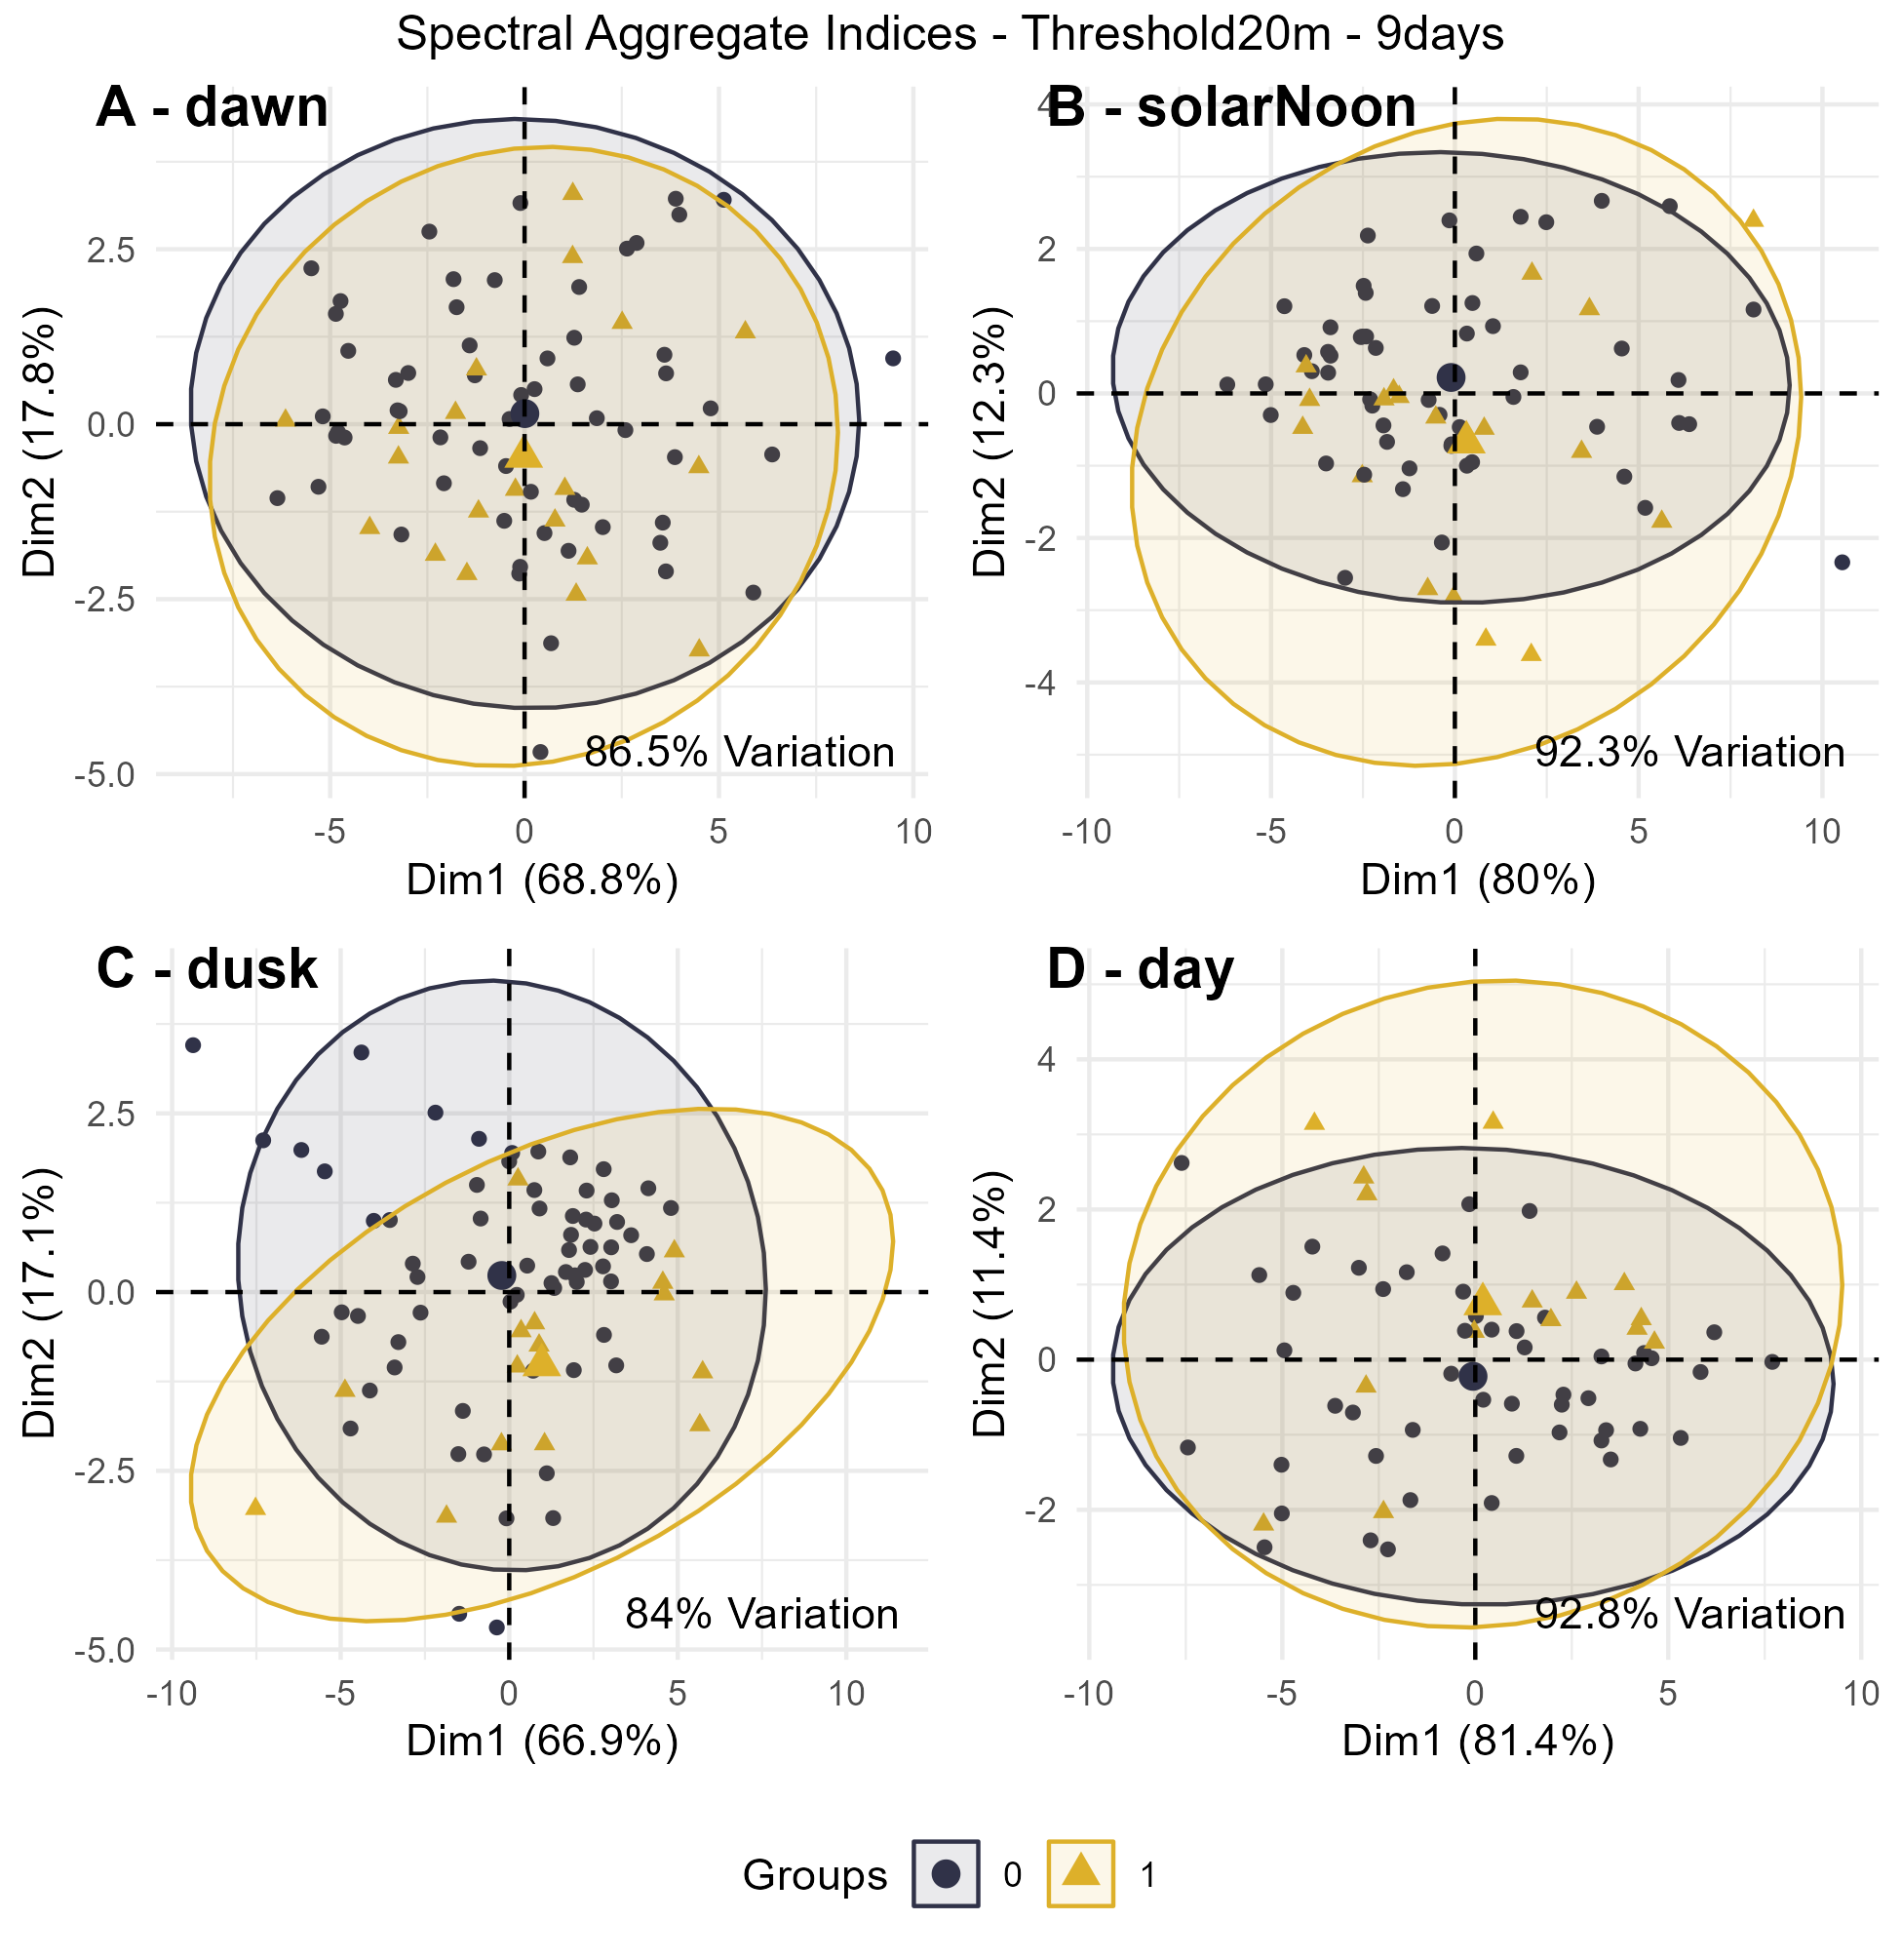 Spectral Aggregate Indices - Threshold20m - 9days
A - dawn
2.5
0.0
-2.5
-5.0
Dim2 (17.8%)
86.5% Variation
-5
0
5
10
Dim1 (68.8%)
B - solarNoon
4
2
0
-2
-4
Dim2 (12.3%)
92.3% Variation
-10
-5
0
5
10
Dim1 (80%)
C - dusk
2.5
0.0
-2.5
-5.0
Dim2 (17.1%)
84% Variation
-10
-5
0
5
10
Dim1 (66.9%)
D - day
4
2
0
-2
Dim2 (11.4%)
92.8% Variation
-10
-5
0
5
10
Dim1 (81.4%)
Groups 0 1